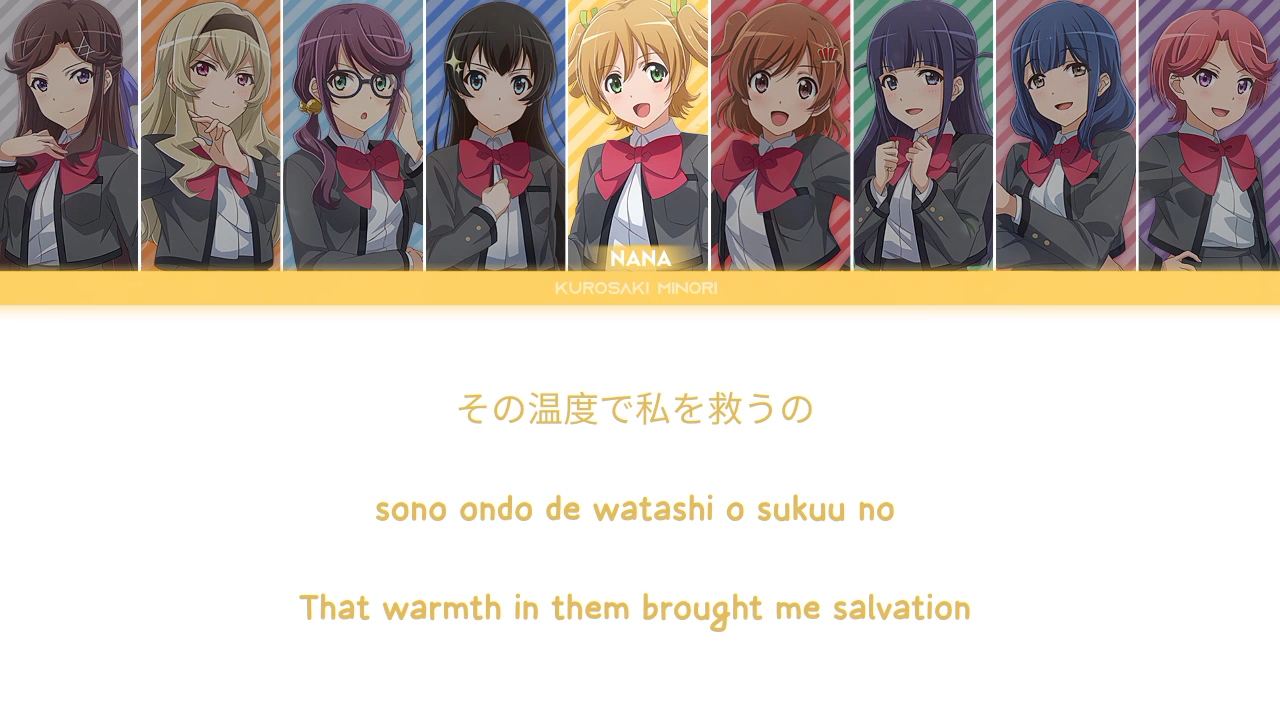 NANA
KUROSAKI MINORI
その温度で私を救うの
sono ondo de watashi o sukuu no
That warmth in them brought me salvation